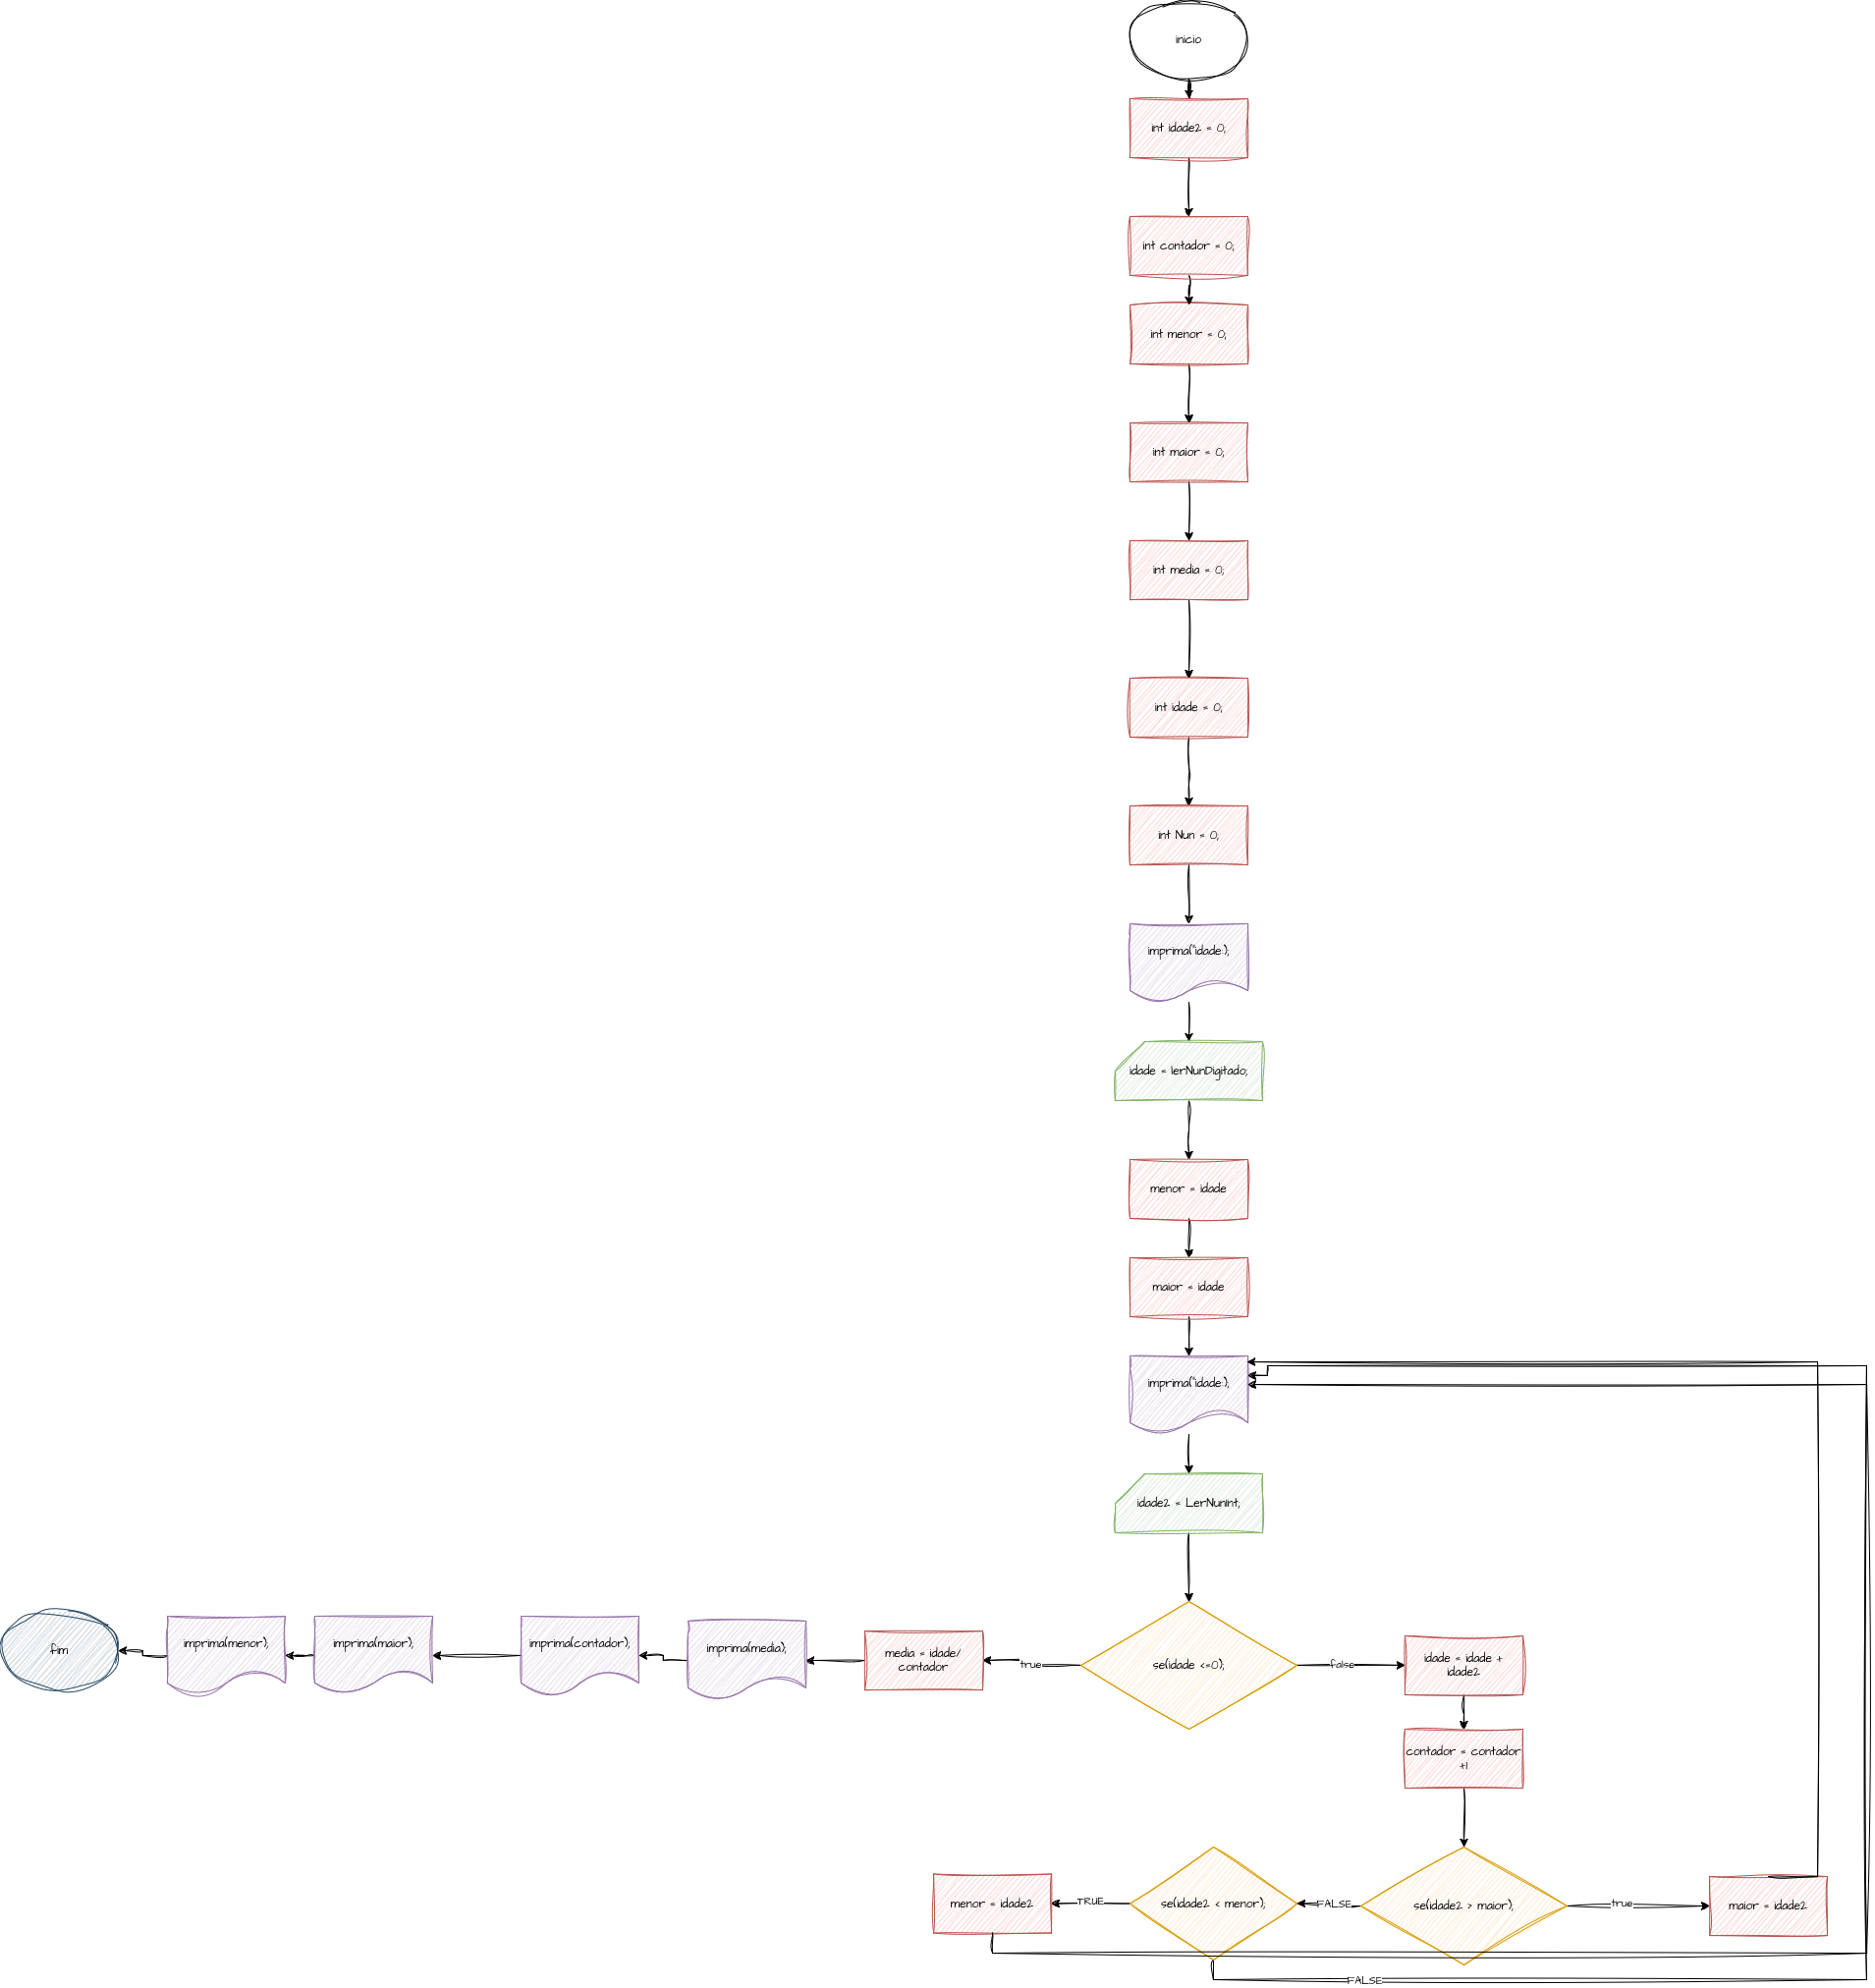 inicio
int idade2 = 0;
int contador = 0;
int menor = 0;
int maior = 0;
int media = 0;
int idade = 0;
int Nun = 0;
imprima("idade:);
idade = lerNunDigitado;
menor = idade
maior = idade
imprima("idade:);
idade2 = LerNunInt;
se(idade <=0);
true
media = idade/
contador
imprima(media);
imprima(contador);
imprima(maior);
imprima(menor);
fim
false
idade = idade +
idade2
contador = contador
+1
se(idade2 > maior);
true
maior = idade2
FALSE
se(idade2 < menor);
TRUE
menor = idade2
FALSE